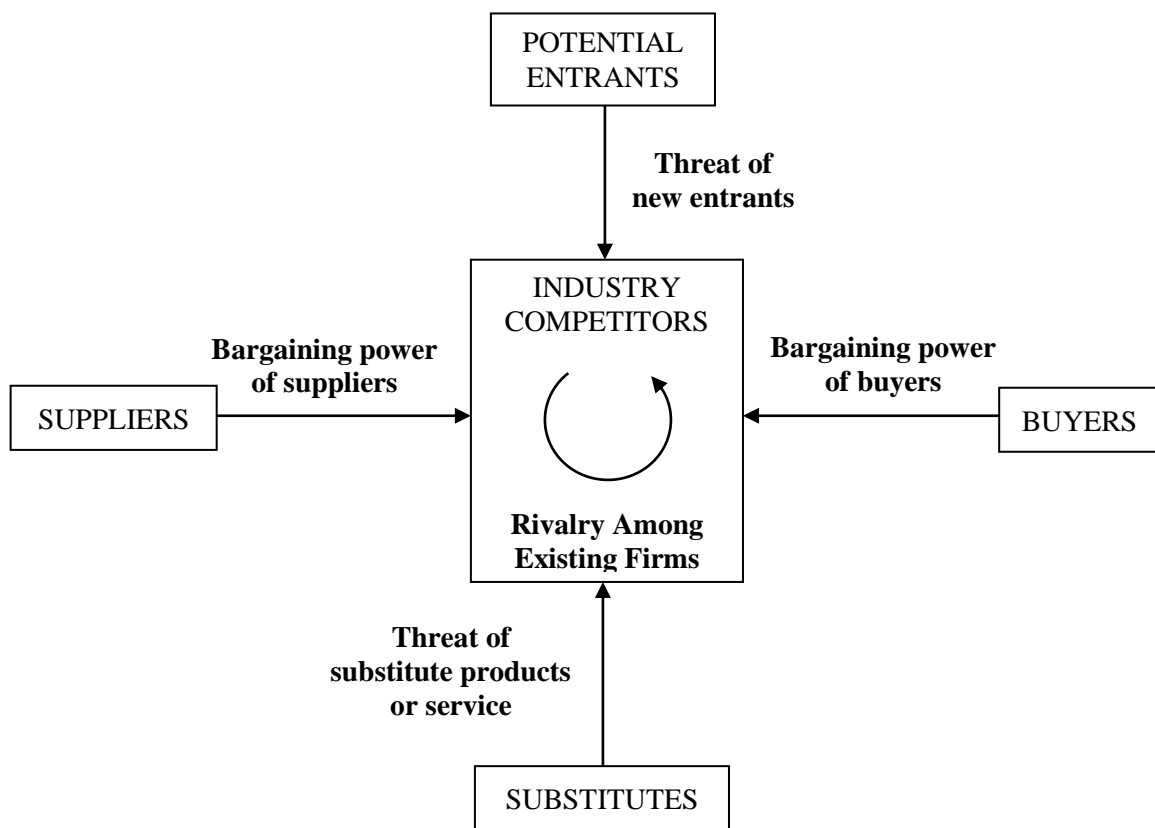 POTENTIAL
ENTRANTS
Threat of
new entrants
INDUSTRY
COMPETITORS
Bargaining power
of suppliers
Bargaining power
of buyers
SUPPLIERS
BUYERS
Rivalry Among
Existing Firms
Threat of
substitute products
or service
SUBSTITUTES